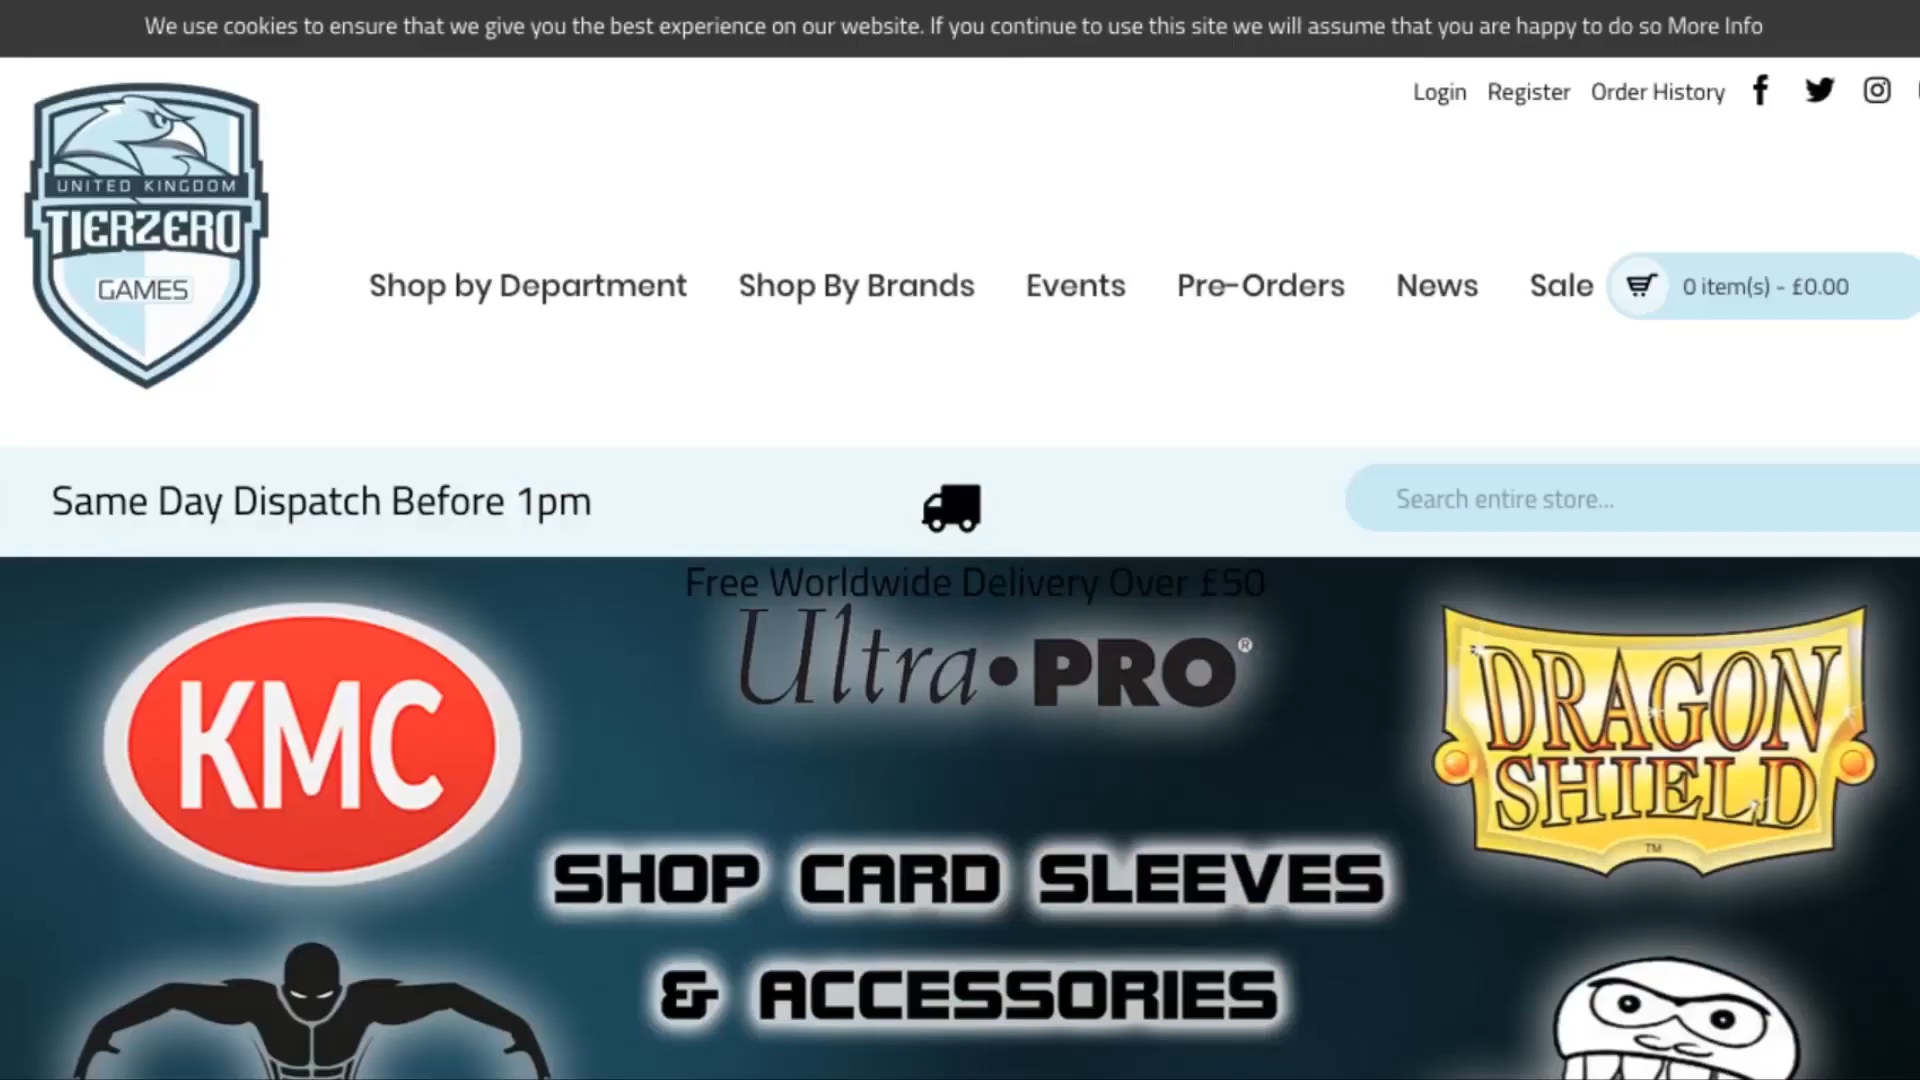 We use cookies to ensure that we give you the best experience on our website. If you continue to use this site we will assume that you are happy to do so More Info
Login Register Order History
UNITED KINGDOM
TIERZERO
GAMES
Shop by Department Shop By Brands Events Pre-Orders News Sale 0 item(s) - £0.00
Same Day Dispatch Before 1pm
Search entire store...
Free Worldwide Delivery Over £50
KMC
Ultra•PRO®
DRAGON
SHIELD
TM
SHOP CARD SLEEVES
& ACCESSORIES